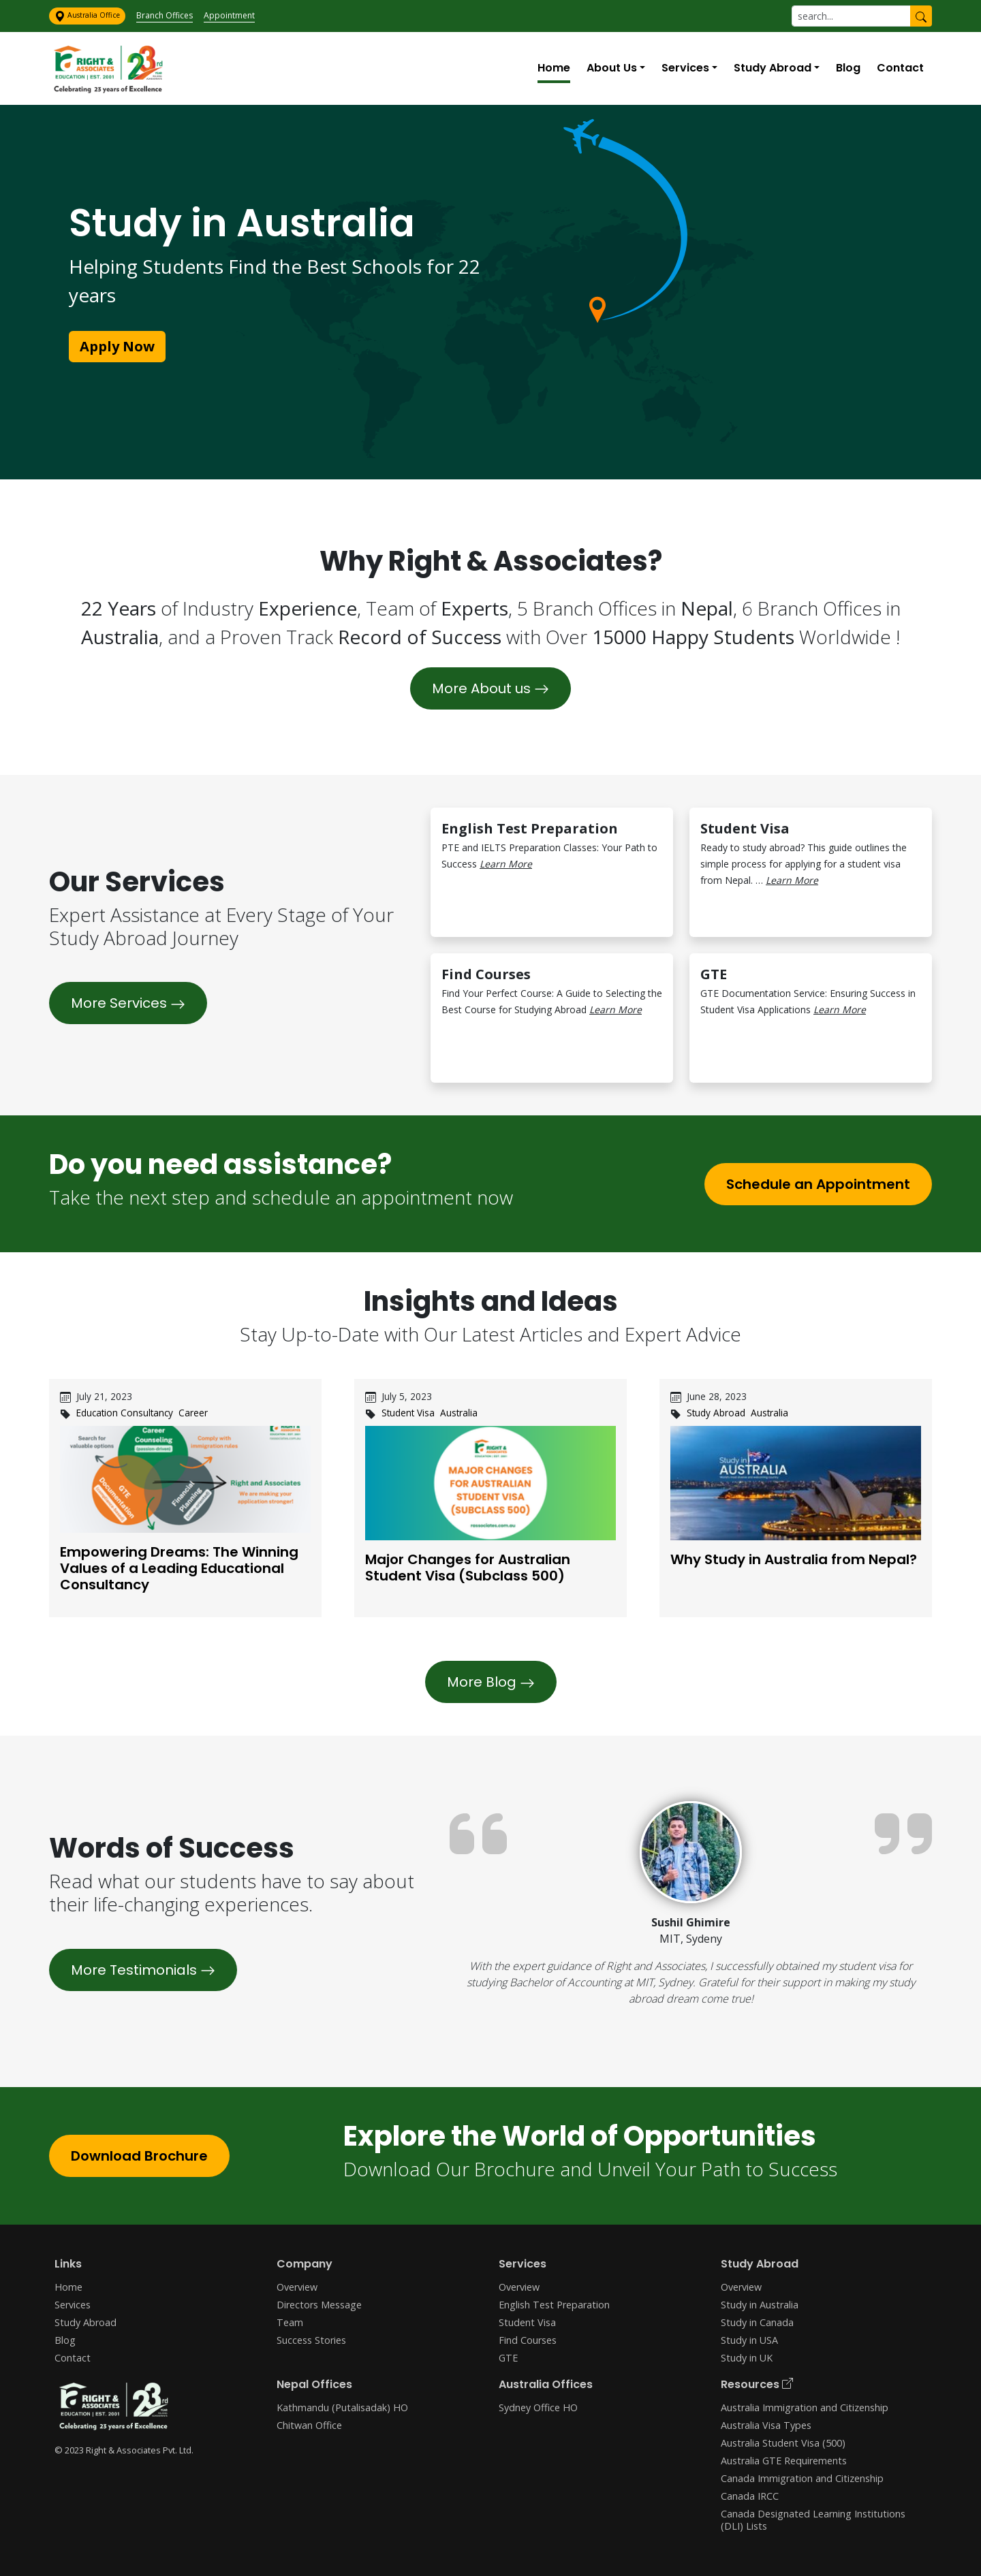 Australia Office
Branch Offices
Appointment
search...
RIGHT &
ASSOCIATES
EDUCATION | EST. 2001
23rd
Celebrating 23 years of Excellence
Home
About Us
Services
Study Abroad
Blog
Contact
Study in Australia
Helping Students Find the Best Schools for 22
years
Apply Now
Why Right & Associates?
22 Years of Industry Experience, Team of Experts, 5 Branch Offices in Nepal, 6 Branch Offices in
Australia, and a Proven Track Record of Success with Over 15000 Happy Students Worldwide !
More About us
Our Services
Expert Assistance at Every Stage of Your
Study Abroad Journey
More Services
English Test Preparation
PTE and IELTS Preparation Classes: Your Path to
Success Learn More
Student Visa
Ready to study abroad? This guide outlines the
simple process for applying for a student visa
from Nepal. ... Learn More
Find Courses
Find Your Perfect Course: A Guide to Selecting the
Best Course for Studying Abroad Learn More
GTE
GTE Documentation Service: Ensuring Success in
Student Visa Applications Learn More
Do you need assistance?
Take the next step and schedule an appointment now
Schedule an Appointment
Insights and Ideas
Stay Up-to-Date with Our Latest Articles and Expert Advice
July 21, 2023
Education Consultancy Career
Search for
valuable options
Career
Counseling
(passion driven)
Comply with
immigration rules
GTE
Documentation
Financial
Planning
Right and Associates
We are making your
application stronger!
Empowering Dreams: The Winning
Values of a Leading Educational
Consultancy
July 5, 2023
Student Visa Australia
RIGHT &
ASSOCIATES
MAJOR CHANGES
FOR AUSTRALIAN
STUDENT VISA
(SUBCLASS 500)
raossociates.com.au
Major Changes for Australian
Student Visa (Subclass 500)
June 28, 2023
Study Abroad Australia
Study in
AUSTRALIA
Why Study in Australia from Nepal?
More Blog
Words of Success
Read what our students have to say about
their life-changing experiences.
More Testimonials
Sushil Ghimire
MIT, Sydeny
With the expert guidance of Right and Associates, I successfully obtained my student visa for
studying Bachelor of Accounting at MIT, Sydney. Grateful for their support in making my study
abroad dream come true!
Download Brochure
Explore the World of Opportunities
Download Our Brochure and Unveil Your Path to Success
Links
Home
Services
Study Abroad
Blog
Contact
Company
Overview
Directors Message
Team
Success Stories
Services
Overview
English Test Preparation
Student Visa
Find Courses
GTE
Study Abroad
Overview
Study in Australia
Study in Canada
Study in USA
Study in UK
RIGHT &
ASSOCIATES
EDUCATION | EST. 2001
23rd
Celebrating 23 years of Excellence
© 2023 Right & Associates Pvt. Ltd.
Nepal Offices
Kathmandu (Putalisadak) HO
Chitwan Office
Australia Offices
Sydney Office HO
Resources
Australia Immigration and Citizenship
Australia Visa Types
Australia Student Visa (500)
Australia GTE Requirements
Canada Immigration and Citizenship
Canada IRCC
Canada Designated Learning Institutions
(DLI) Lists